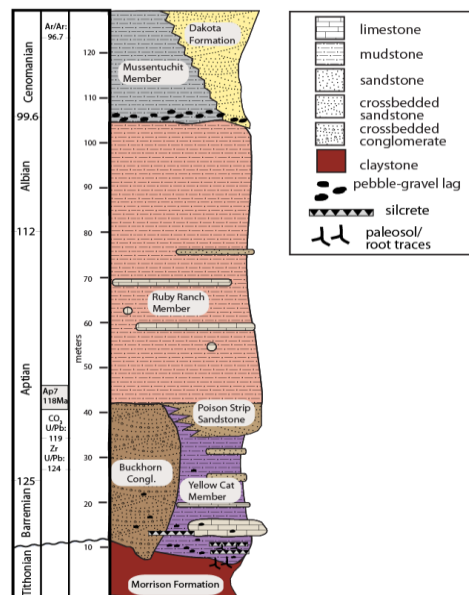 Cenomanian
99.6
Albian
112
Aptian
125
Barremian
Tithonian
Ar/Ar:
96.7
Ap7
118Ma
CO3
U/Pb:
119
Zr
U/Pb:
124
120
110
100
90
80
70
60
50
40
30
20
10
meters
Dakota
Formation
Mussentuchit
Member
Ruby Ranch
Member
Poison Strip
Sandstone
Buckhorn
Congl.
Yellow Cat
Member
Morrison Formation
limestone
mudstone
sandstone
crossbedded
sandstone
crossbedded
conglomerate
claystone
pebble-gravel lag
silcrete
paleosol/
root traces